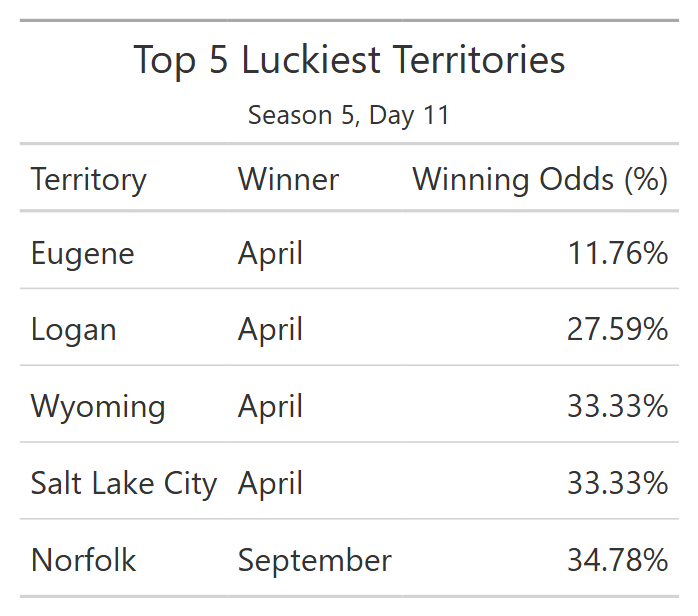 Top 5 Luckiest Territories
Season 5, Day 11
Territory Winner Winning Odds (%)
Eugene April 11.76%
Logan April 27.59%
Wyoming April 33.33%
Salt Lake City April 33.33%
Norfolk September 34.78%